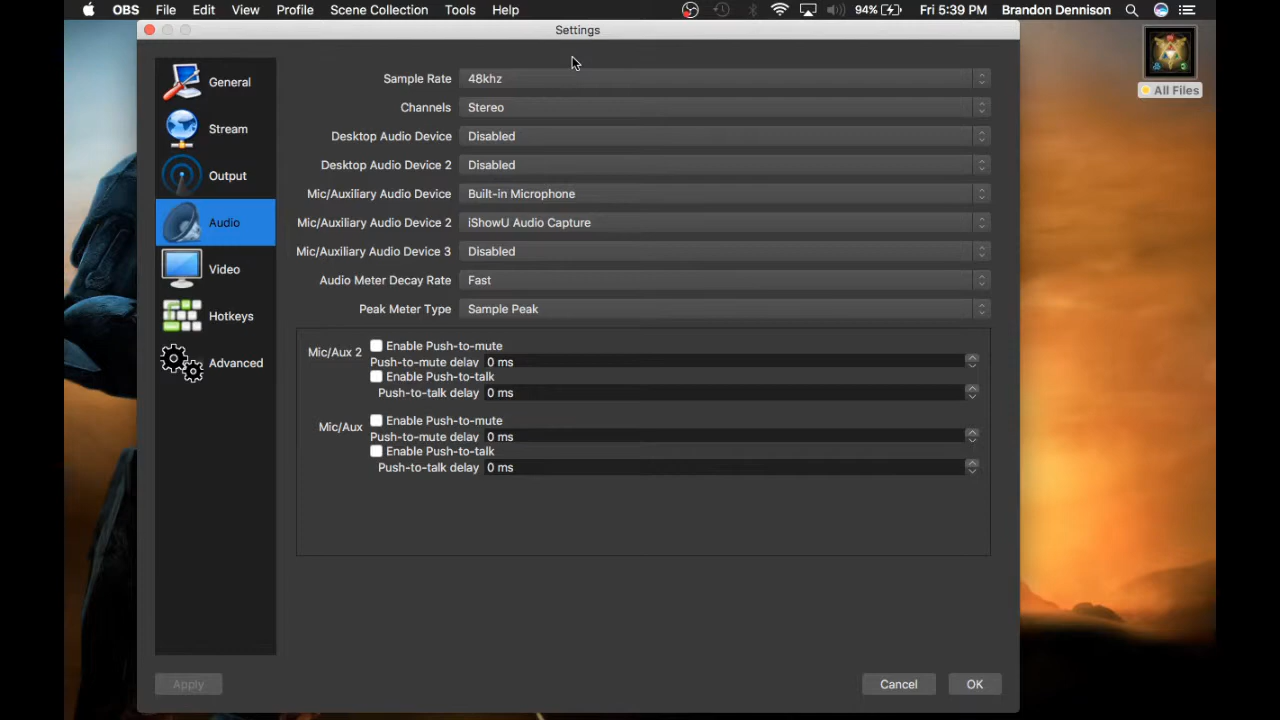 OBS File Edit View Profile Scene Collection Tools Help 94% Fri 5:39 PM Brandon Dennison
Settings
All Files
General
Stream
Output
Audio
Video
Hotkeys
Advanced
Sample Rate 48khz
Channels Stereo
Desktop Audio Device Disabled
Desktop Audio Device 2 Disabled
Mic/Auxiliary Audio Device Built-in Microphone
Mic/Auxiliary Audio Device 2 iShowU Audio Capture
Mic/Auxiliary Audio Device 3 Disabled
Audio Meter Decay Rate Fast
Peak Meter Type Sample Peak
Mic/Aux 2 Enable Push-to-mute
Push-to-mute delay 0 ms
Enable Push-to-talk
Push-to-talk delay 0 ms
Mic/Aux Enable Push-to-mute
Push-to-mute delay 0 ms
Enable Push-to-talk
Push-to-talk delay 0 ms
Apply Cancel OK